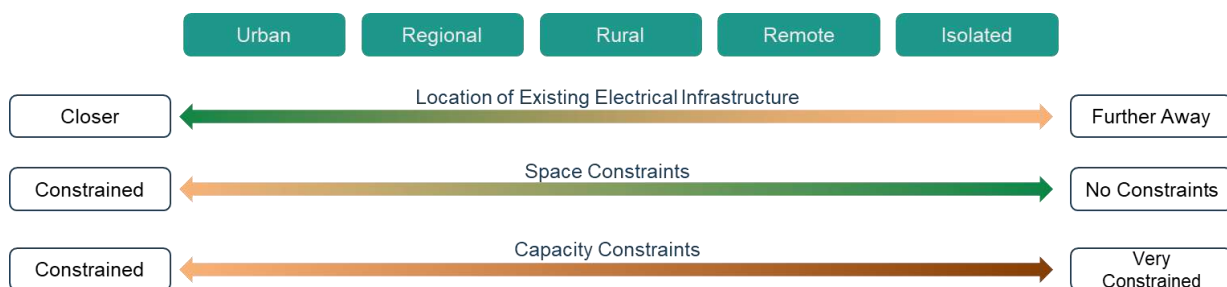 Urban Regional Rural Remote Isolated
Location of Existing Electrical Infrastructure
Closer Further Away
Space Constraints
Constrained No Constraints
Capacity Constraints
Constrained Very
Constrained